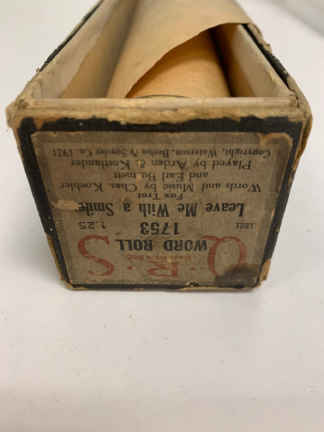 Q·R·S
WORD ROLL
1753 1.25
Leave Me With a Smile
Fox Trot
Words and Music by Chas. Koehler
and Earl Burtnett
Played by Arden & Kortlander
Copyright, Waterson, Berlin & Snyder Co. 1921